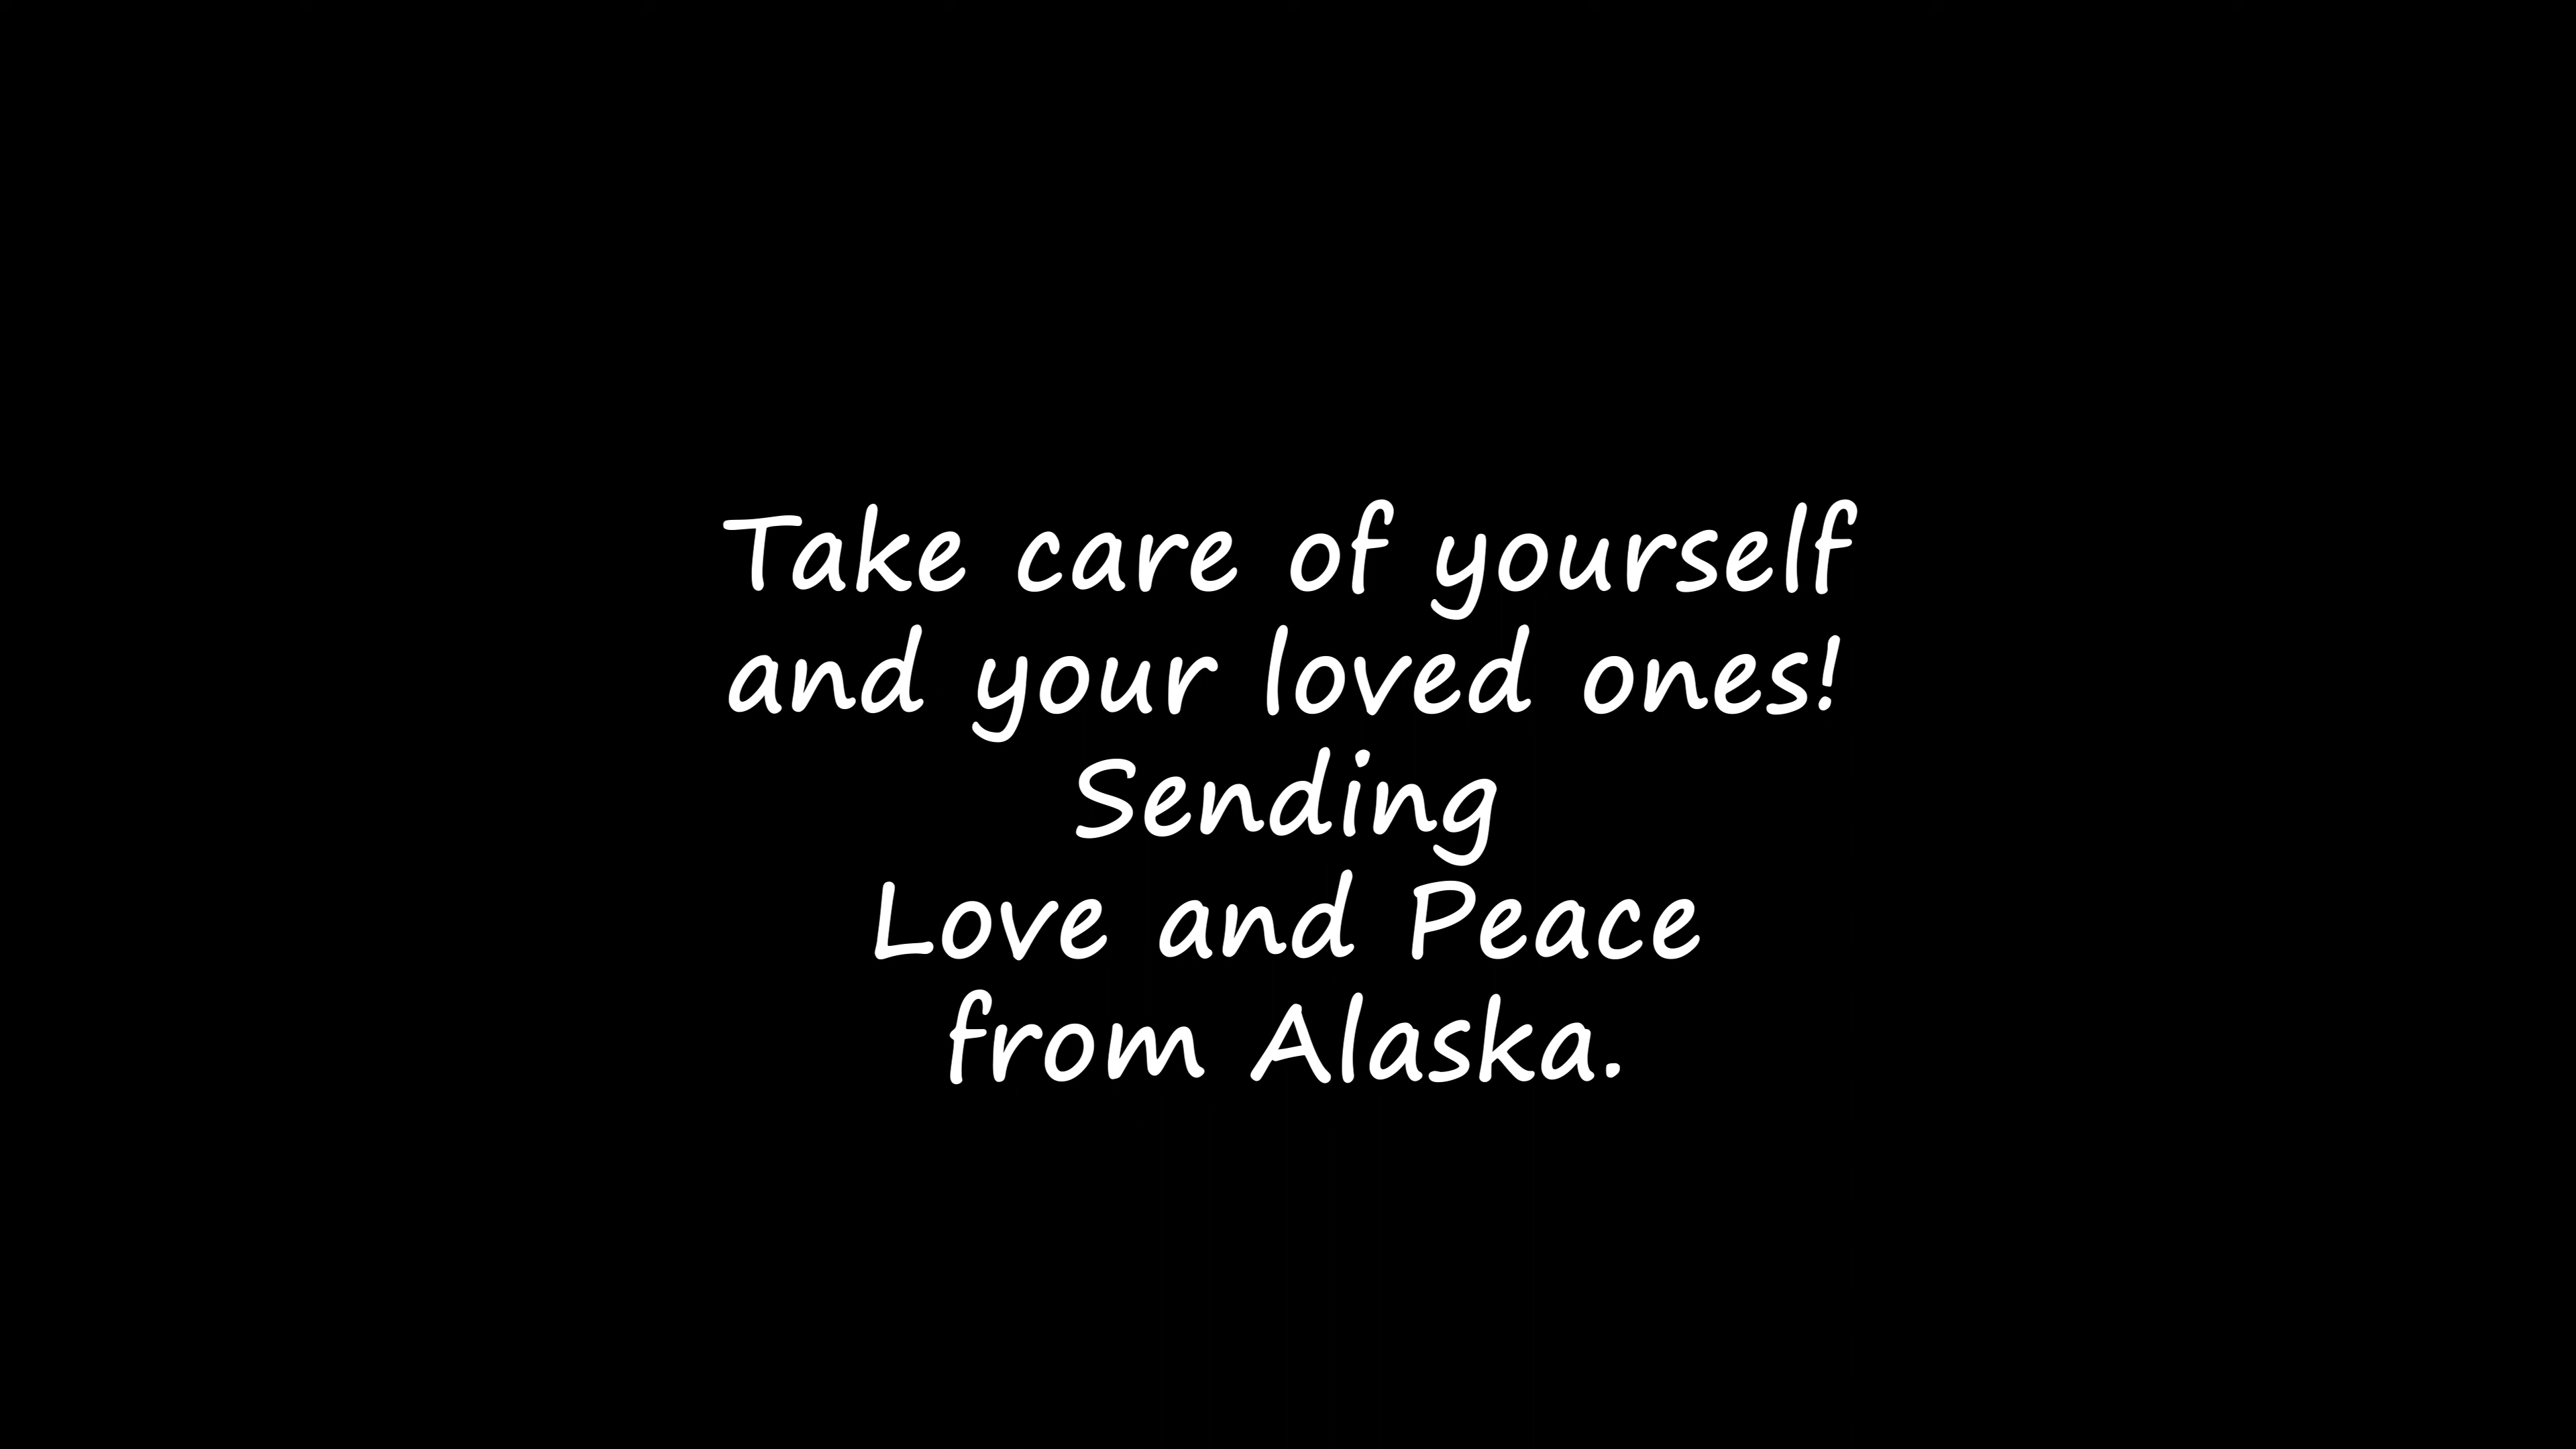 Take care of yourself
and your loved ones!
Sending
Love and Peace
from Alaska.